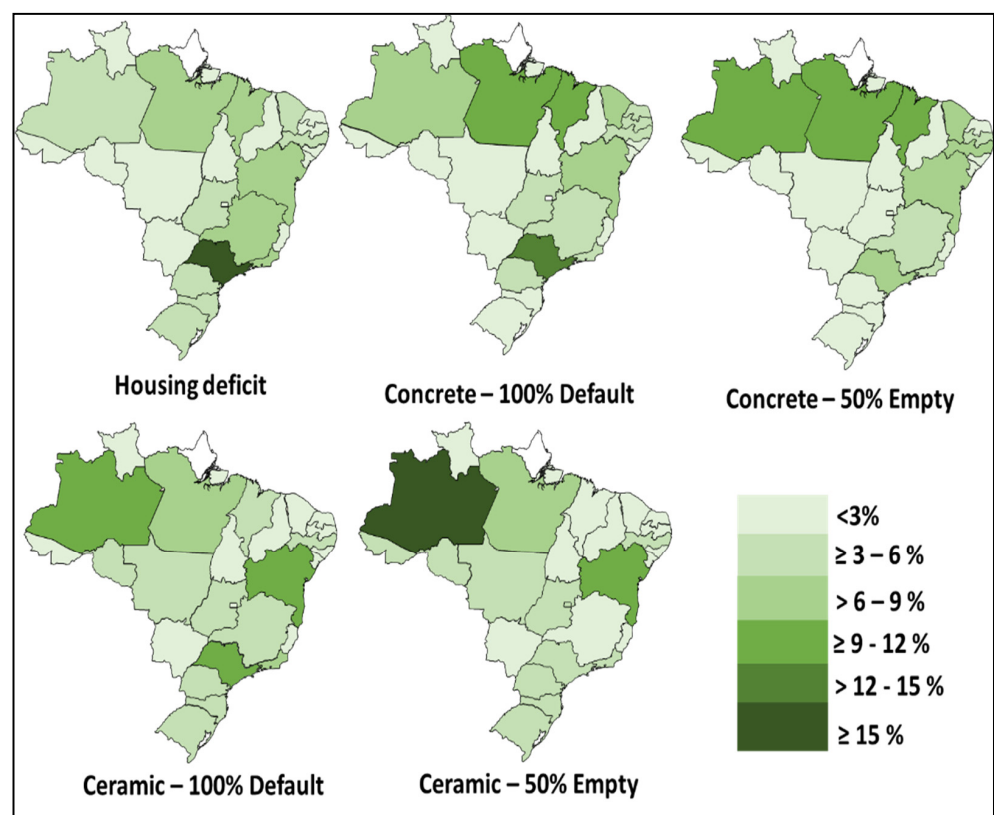 Housing deficit
Concrete – 100% Default
Concrete – 50% Empty
<3%
≥ 3 – 6 %
> 6 – 9 %
≥ 9 - 12 %
> 12 - 15 %
≥ 15 %
Ceramic – 100% Default
Ceramic – 50% Empty